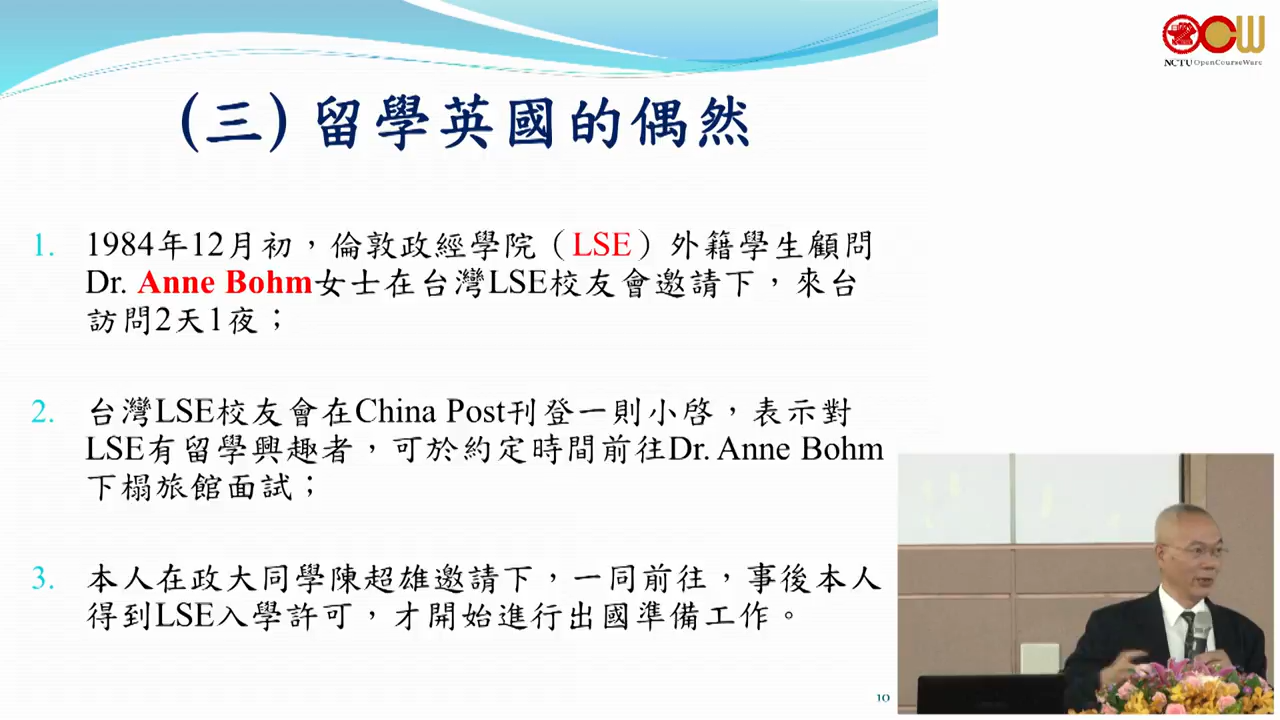 OCW
NCTU OpenCourseWare
(三) 留學英國的偶然
1. 1984年12月初，倫敦政經學院（LSE）外籍學生顧問
Dr. Anne Bohm女士在台灣LSE校友會邀請下，來台
訪問2天1夜；
2. 台灣LSE校友會在China Post刊登一則小啓，表示對
LSE有留學興趣者，可於約定時間前往Dr. Anne Bohm
下榻旅館面試；
3. 本人在政大同學陳超雄邀請下，一同前往，事後本人
得到LSE入學許可，才開始進行出國準備工作。
10